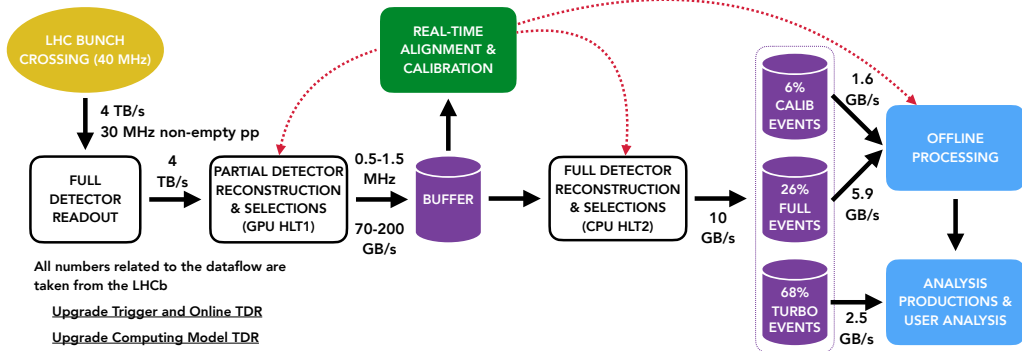 LHC BUNCH
CROSSING (40 MHz)
REAL-TIME
ALIGNMENT &
CALIBRATION
4 TB/s
30 MHz non-empty pp
FULL
DETECTOR
READOUT
4
TB/s
PARTIAL DETECTOR
RECONSTRUCTION
& SELECTIONS
(GPU HLT1)
0.5-1.5
MHz
70-200
GB/s
BUFFER
FULL DETECTOR
RECONSTRUCTION
& SELECTIONS
(CPU HLT2)
10
GB/s
6%
CALIB
EVENTS
26%
FULL
EVENTS
68%
TURBO
EVENTS
1.6
GB/s
5.9
GB/s
2.5
GB/s
OFFLINE
PROCESSING
ANALYSIS
PRODUCTIONS &
USER ANALYSIS
All numbers related to the dataflow are
taken from the LHCb
Upgrade Trigger and Online TDR
Upgrade Computing Model TDR